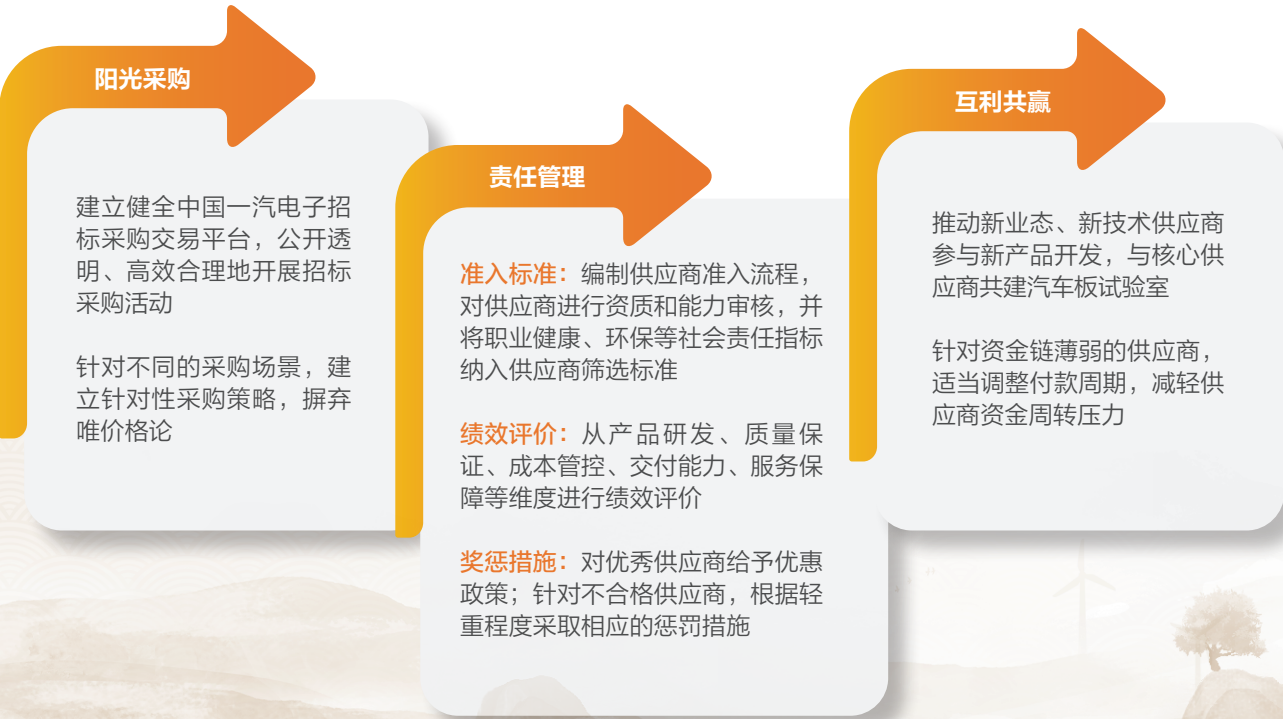 阳光采购
建立健全中国一汽电子招
标采购交易平台，公开透
明、高效合理地开展招标
采购活动
针对不同的采购场景，建
立针对性采购策略，摒弃
唯价格论
责任管理
准入标准：编制供应商准入流程，
对供应商进行资质和能力审核，并
将职业健康、环保等社会责任指标
纳入供应商筛选标准
绩效评价：从产品研发、质量保
证、成本管控、交付能力、服务保
障等维度进行绩效评价
奖惩措施：对优秀供应商给予优惠
政策；针对不合格供应商，根据轻
重程度采取相应的惩罚措施
互利共赢
推动新业态、新技术供应商
参与新产品开发，与核心供
应商共建汽车板试验室
针对资金链薄弱的供应商，
适当调整付款周期，减轻供
应商资金周转压力